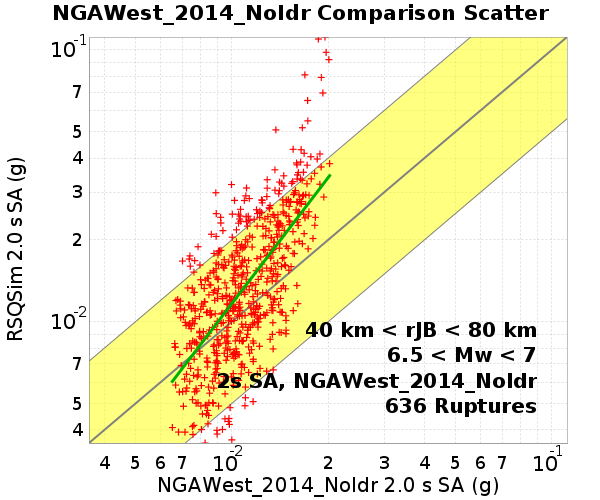 NGAWest_2014_NoIdr Comparison Scatter
10-1
7
5
4
3
2
10-2
7
5
4
RSQSim 2.0 s SA (g)
40 km < rJB < 80 km
6.5 < Mw < 7
2s SA, NGAWest_2014_NoIdr
636 Ruptures
4 5 6 7 10-2 2 3 4 5 6 7 10-1
NGAWest_2014_NoIdr 2.0 s SA (g)